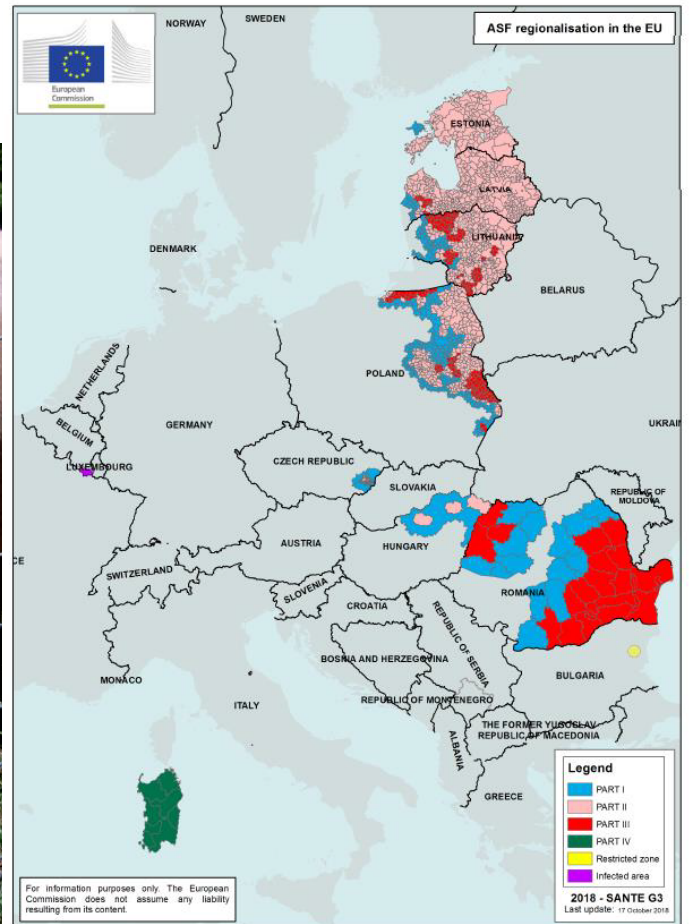 NORWAY
SWEDEN
ASF regionalisation in the EU
European
Commission
ESTONIA
LATVIA
LITHUANIA
DENMARK
BELARUS
NETHERLANDS
POLAND
BELGIUM
GERMANY
UKRAIN
LUXEMBOURG
CZECH REPUBLIC
SLOVAKIA
REPUBLIC OF
MOLDOVA
AUSTRIA
HUNGARY
CE
SWITZERLAND
SLOVENIA
ROMANIA
CROATIA
REPUBLIC OF SERBIA
BOSNIA AND HERZEGOVINA
BULGARIA
MONACO
ITALY
REPUBLIC OF MONTENEGRO
THE FORMER YUGOSLAV
REPUBLIC OF MACEDONIA
ALBANIA
GREECE
Legend
PART I
PART II
PART III
PART IV
Restricted zone
Infected area
For information purposes only. The European
Commission does not assume any liability
resulting from its content.
2018 - SANTE G3
Last update: 17 October 2018